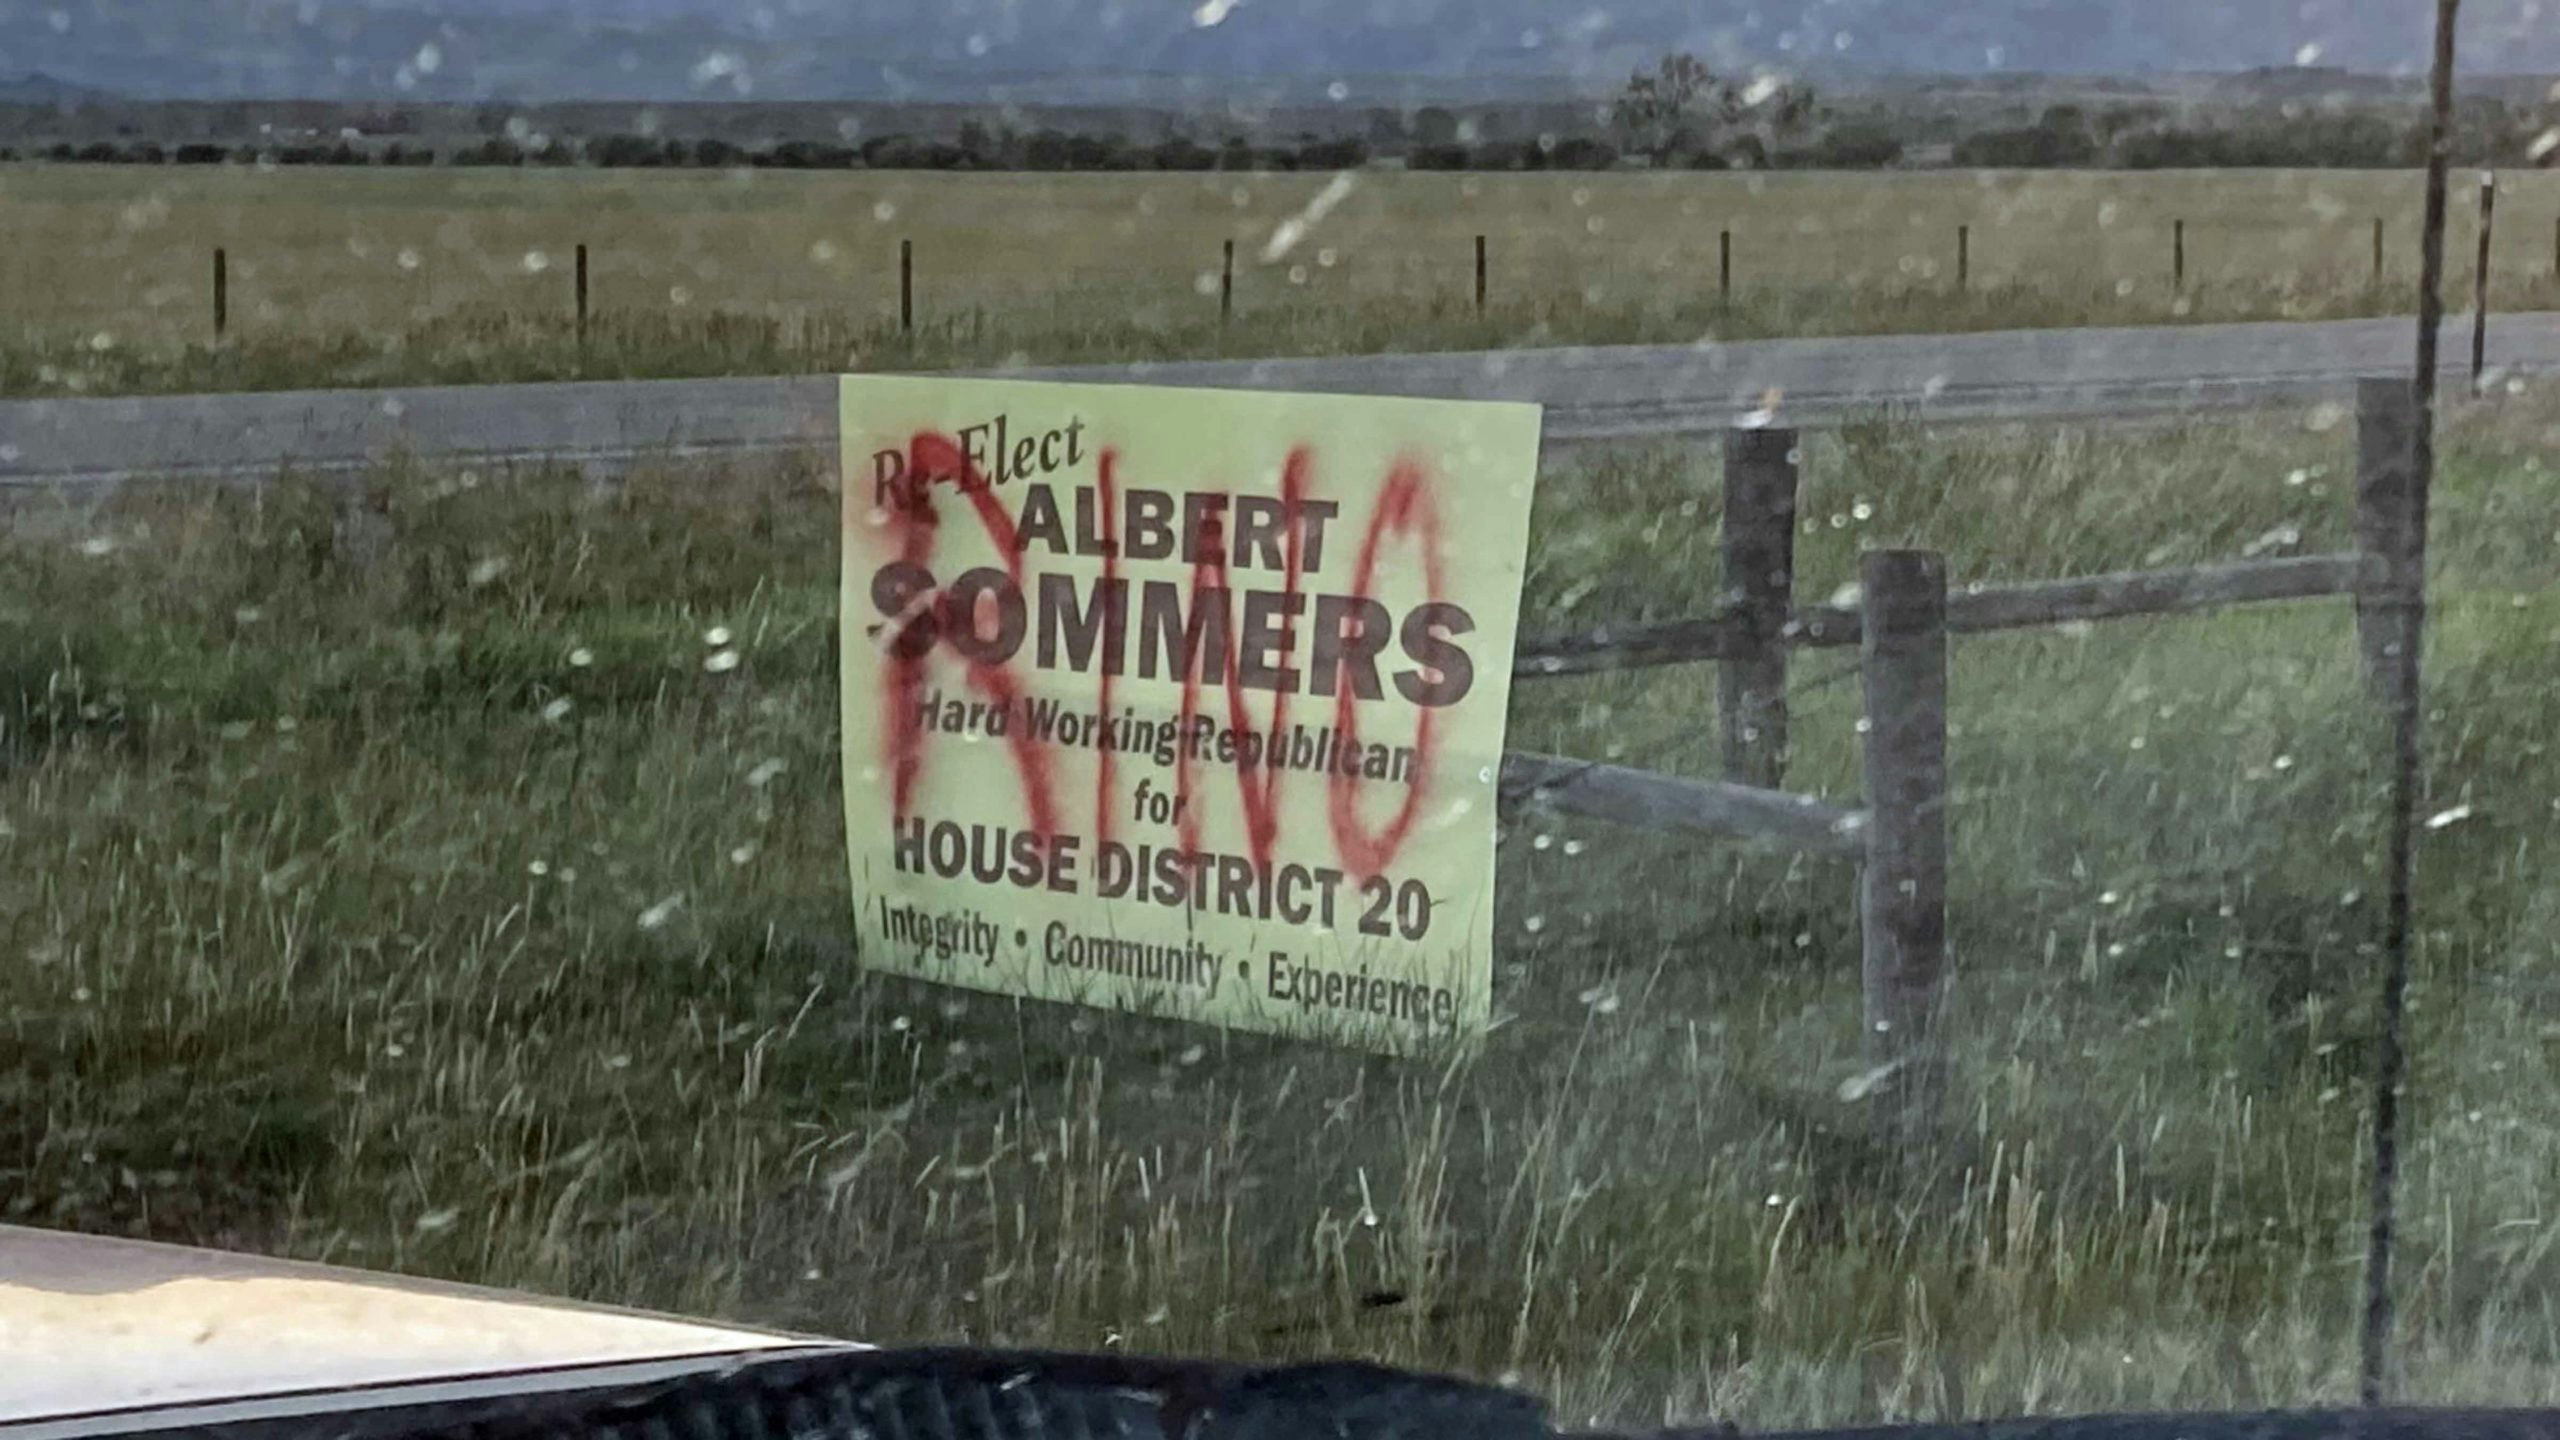 Re-Elect
ALBERT
SOMMERS
Hard Working Republican
for
HOUSE DISTRICT 20
Integrity • Community • Experience
RINO